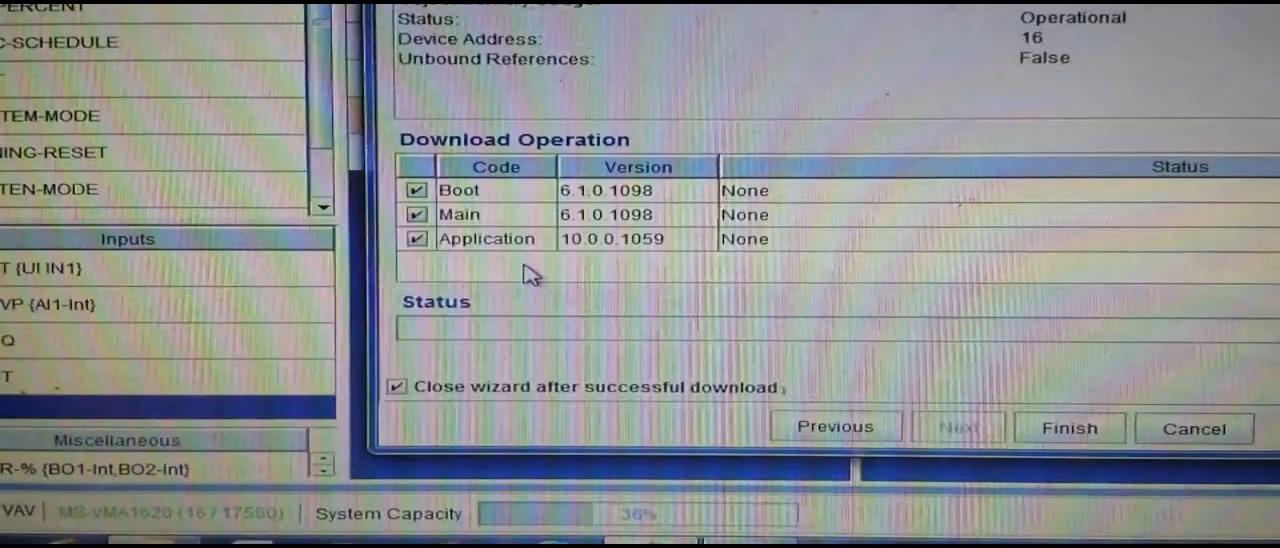 PERCENT
C-SCHEDULE
TEM-MODE
NING-RESET
TEN-MODE
Inputs
T {UI IN1}
VP {AI1-Int}
Q
T
Miscellaneous
R-% {BO1-Int,BO2-Int}
Status: Operational
Device Address: 16
Unbound References: False
Download Operation
Code Version Status
Boot 6.1.0.1098 None
Main 6.1.0.1098 None
Application 10.0.0.1059 None
Status
Close wizard after successful download
Previous Next Finish Cancel
VAV MS-VMA1620 (16 / 17560) System Capacity 36%